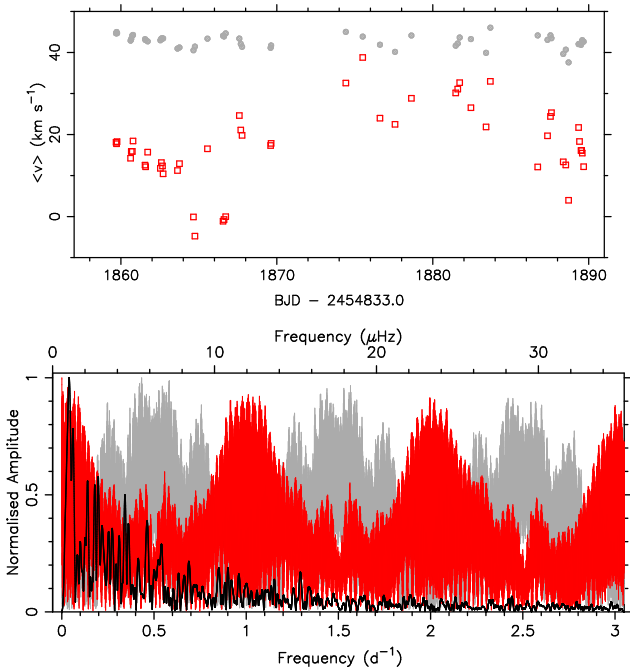 40
20
0
<v> (km s⁻¹)
1860 1870 1880 1890
BJD − 2454833.0
Frequency (μHz)
0 10 20 30
1
0.5
0
Normalised Amplitude
0 0.5 1 1.5 2 2.5 3
Frequency (d⁻¹)